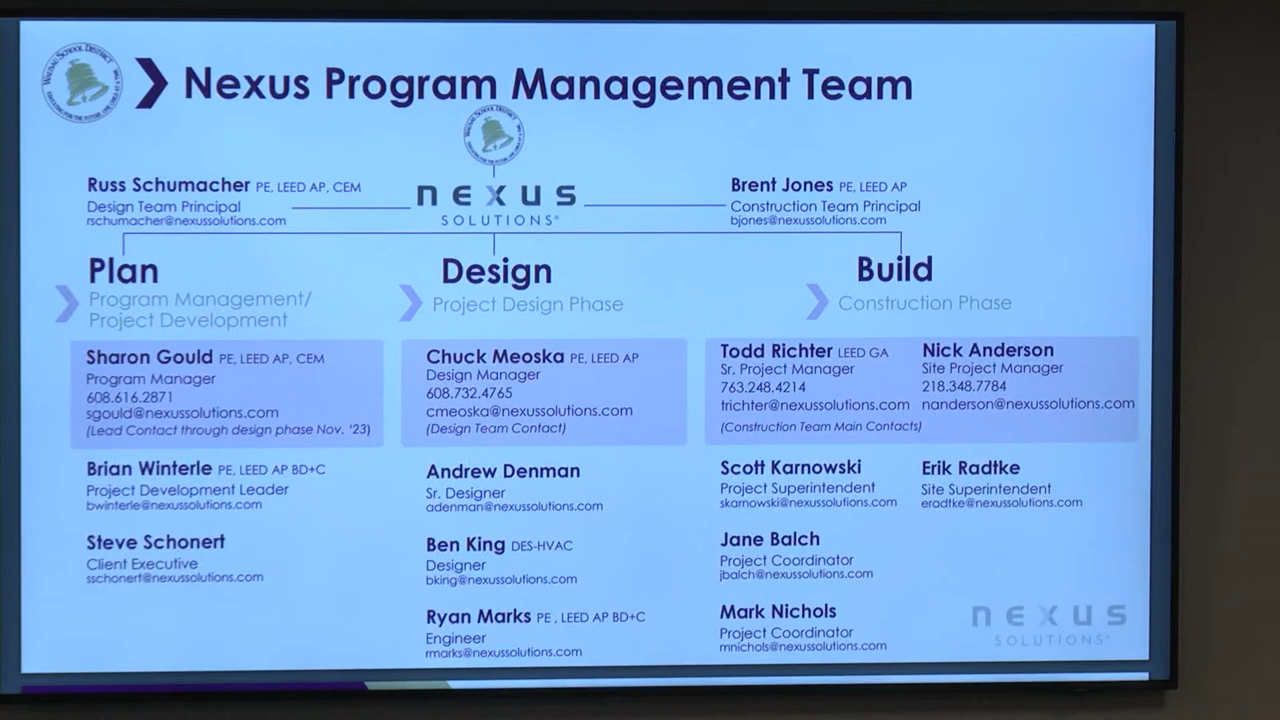 WAUSAU SCHOOL DISTRICT
Nexus Program Management Team
WAUSAU SCHOOL DISTRICT
Russ Schumacher PE, LEED AP, CEM
Design Team Principal
rschumacher@nexussolutions.com
nexus
SOLUTIONS®
Brent Jones PE, LEED AP
Construction Team Principal
bjones@nexussolutions.com
Plan
Program Management/
Project Development
Design
Project Design Phase
Build
Construction Phase
Sharon Gould PE, LEED AP, CEM
Program Manager
608.616.2871
sgould@nexussolutions.com
(Lead Contact through design phase Nov. ‘23)
Brian Winterle PE, LEED AP BD+C
Project Development Leader
bwinterle@nexussolutions.com
Steve Schonert
Client Executive
sschonert@nexussolutions.com
Chuck Meoska PE, LEED AP
Design Manager
608.732.4765
cmeoska@nexussolutions.com
(Design Team Contact)
Andrew Denman
Sr. Designer
adenman@nexussolutions.com
Ben King DES-HVAC
Designer
bking@nexussolutions.com
Ryan Marks PE , LEED AP BD+C
Engineer
rmarks@nexussolutions.com
Todd Richter LEED GA
Sr. Project Manager
763.248.4214
trichter@nexussolutions.com
(Construction Team Main Contacts)
Nick Anderson
Site Project Manager
218.348.7784
nanderson@nexussolutions.com
Scott Karnowski
Project Superintendent
skarnowski@nexussolutions.com
Erik Radtke
Site Superintendent
eradtke@nexussolutions.com
Jane Balch
Project Coordinator
jbalch@nexussolutions.com
Mark Nichols
Project Coordinator
mnichols@nexussolutions.com
nexus
SOLUTIONS®